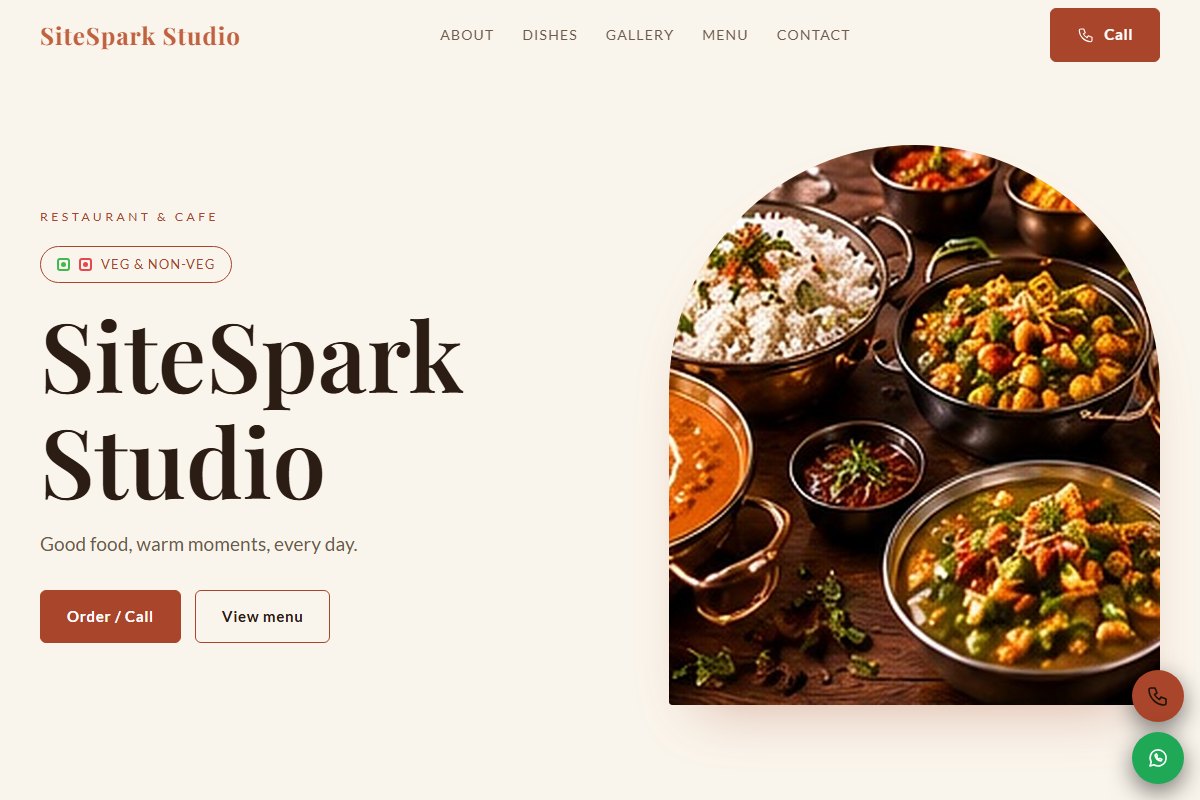 SiteSpark Studio
ABOUT
DISHES
GALLERY
MENU
CONTACT
Call
RESTAURANT & CAFE
VEG & NON-VEG
SiteSpark
Studio
Good food, warm moments, every day.
Order / Call
View menu